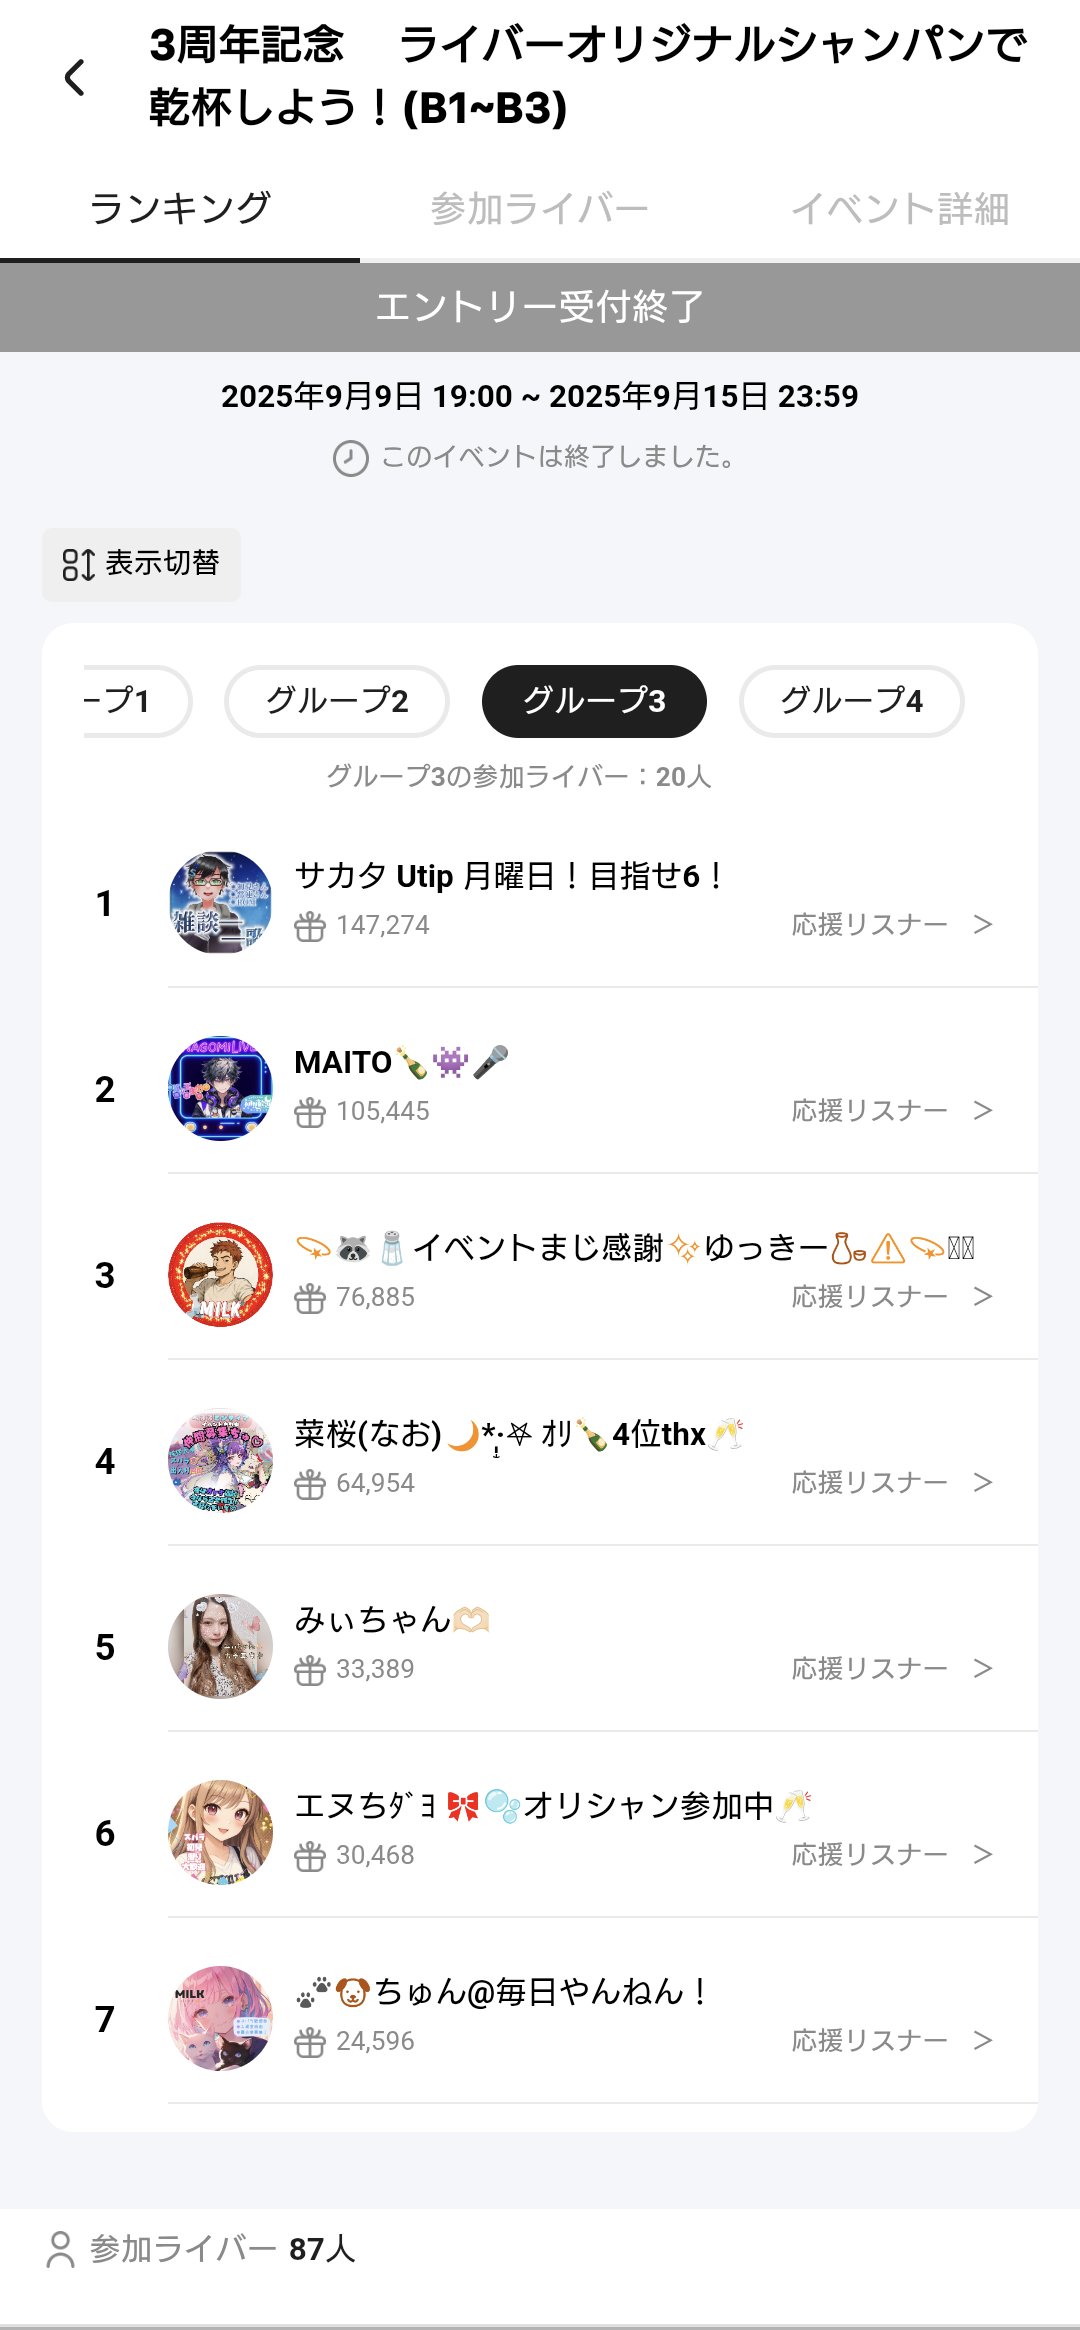 3周年記念　ライバーオリジナルシャンパンで
乾杯しよう！(B1~B3)
ランキング
参加ライバー
イベント詳細
エントリー受付終了
2025年9月9日 19:00 ~ 2025年9月15日 23:59
このイベントは終了しました。
表示切替
ープ1
グループ2
グループ3
グループ4
グループ3の参加ライバー：20人
1
サカタ Utip 月曜日！目指せ6！
147,274
応援リスナー >
2
MAITO🍾👾🎤
105,445
応援リスナー >
3
💫🦝🧂イベントまじ感謝✨ゆっきー🍶⚠️💫
76,885
応援リスナー >
4
菜桜(なお)🌙*⛧ ｵﾘ🍾4位thx🥂
64,954
応援リスナー >
5
みぃちゃん🫶🏻
33,389
応援リスナー >
6
エヌちﾀﾞﾖ 🎀🫧オリシャン参加中🥂
30,468
応援リスナー >
7
MILK
🐾🐶ちゅん@毎日やんねん！
24,596
応援リスナー >
参加ライバー 87人